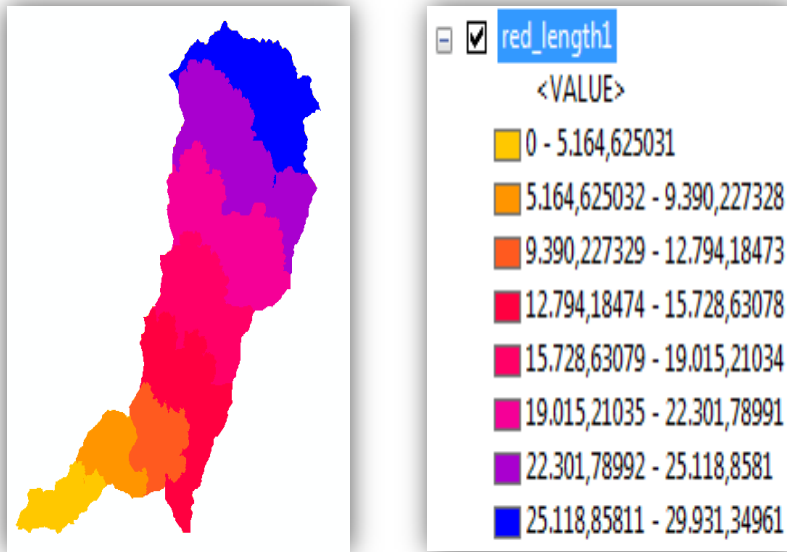 red_length1
<VALUE>
0 - 5.164,625031
5.164,625032 - 9.390,227328
9.390,227329 - 12.794,18473
12.794,18474 - 15.728,63078
15.728,63079 - 19.015,21034
19.015,21035 - 22.301,78991
22.301,78992 - 25.118,8581
25.118,85811 - 29.931,34961